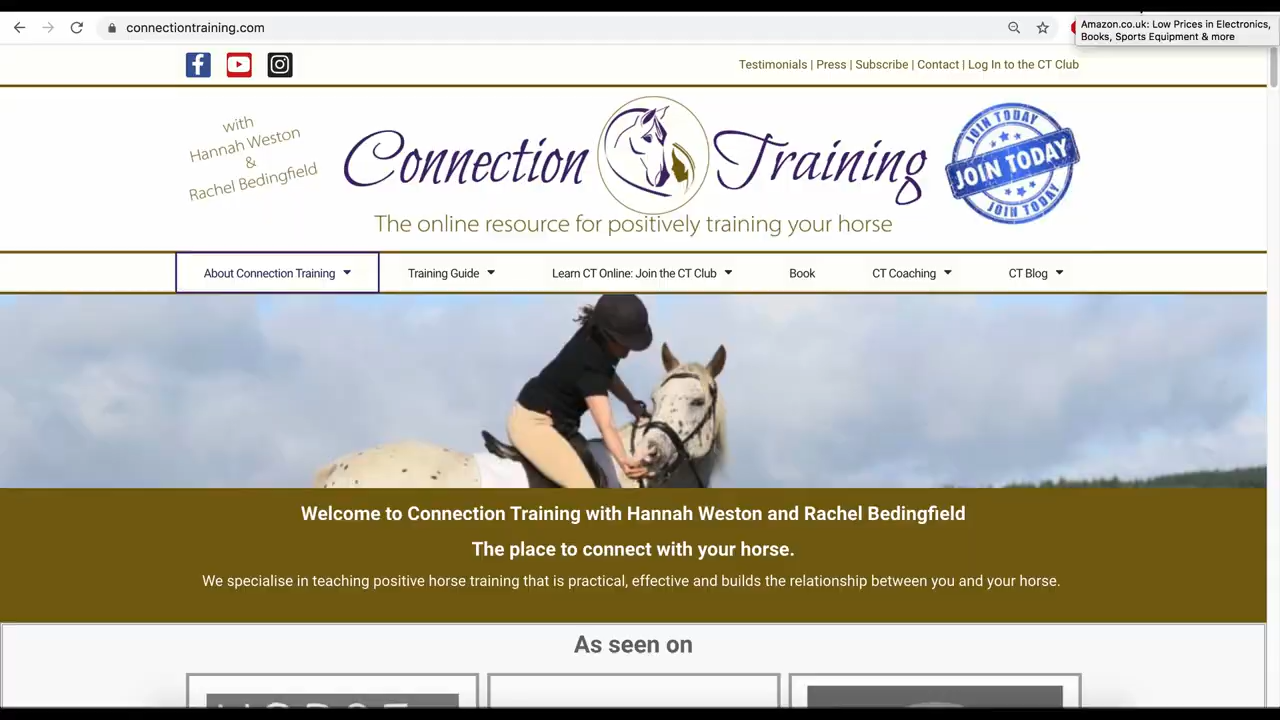 connectiontraining.com
Amazon.co.uk: Low Prices in Electronics,
Books, Sports Equipment & more
Testimonials | Press | Subscribe | Contact | Log In to the CT Club
with
Hannah Weston
&
Rachel Bedingfield
Connection Training
The online resource for positively training your horse
JOIN TODAY
JOIN TODAY
JOIN TODAY
About Connection Training
Training Guide
Learn CT Online: Join the CT Club
Book
CT Coaching
CT Blog
Welcome to Connection Training with Hannah Weston and Rachel Bedingfield
The place to connect with your horse.
We specialise in teaching positive horse training that is practical, effective and builds the relationship between you and your horse.
As seen on